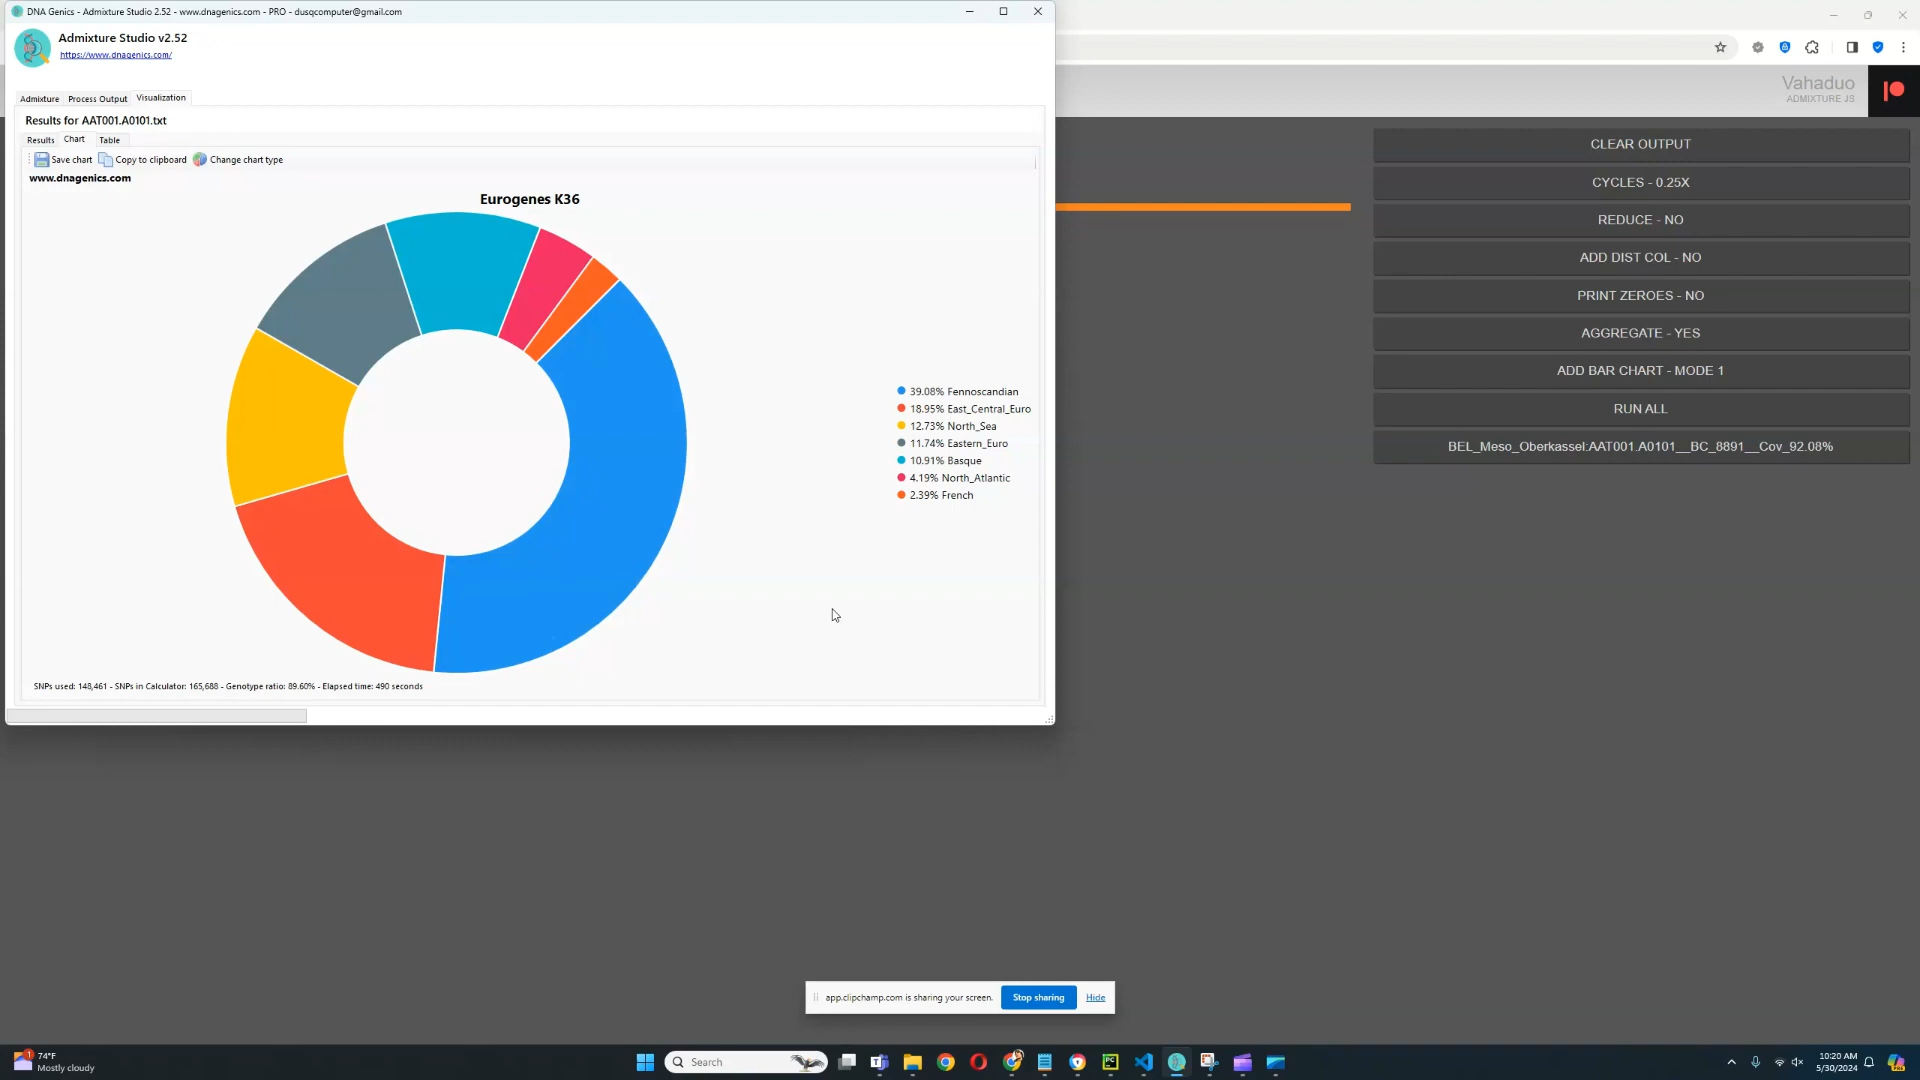 DNA Genics - Admixture Studio 2.52 - www.dnagenics.com - PRO - dusqcomputer@gmail.com
Admixture Studio v2.52
https://www.dnagenics.com/
Admixture Process Output Visualization
Results for AAT001.A0101.txt
Results Chart Table
Save chart Copy to clipboard Change chart type
www.dnagenics.com
Eurogenes K36
39.08% Fennoscandian
18.95% East_Central_Euro
12.73% North_Sea
11.74% Eastern_Euro
10.91% Basque
4.19% North_Atlantic
2.39% French
SNPs used: 148,461 - SNPs in Calculator: 165,688 - Genotype ratio: 89.60% - Elapsed time: 490 seconds
Vahaduo
ADMIXTURE JS
CLEAR OUTPUT
CYCLES - 0.25X
REDUCE - NO
ADD DIST COL - NO
PRINT ZEROES - NO
AGGREGATE - YES
ADD BAR CHART - MODE 1
RUN ALL
BEL_Meso_Oberkassel:AAT001.A0101__BC_8891__Cov_92.08%
app.clipchamp.com is sharing your screen. Stop sharing Hide
1
74°F
Mostly cloudy
Search
10:20 AM
5/30/2024